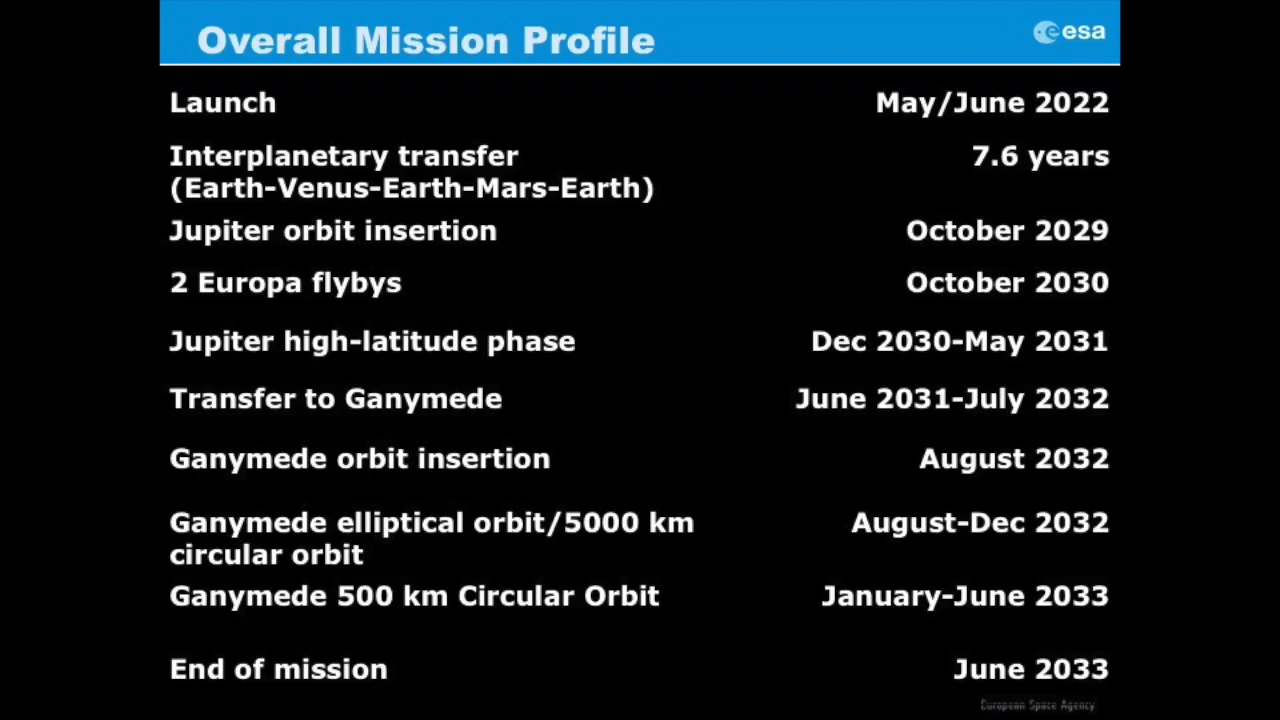 Overall Mission Profile
esa
Launch May/June 2022
Interplanetary transfer 7.6 years
(Earth-Venus-Earth-Mars-Earth)
Jupiter orbit insertion October 2029
2 Europa flybys October 2030
Jupiter high-latitude phase Dec 2030-May 2031
Transfer to Ganymede June 2031-July 2032
Ganymede orbit insertion August 2032
Ganymede elliptical orbit/5000 km August-Dec 2032
circular orbit
Ganymede 500 km Circular Orbit January-June 2033
End of mission June 2033
European Space Agency